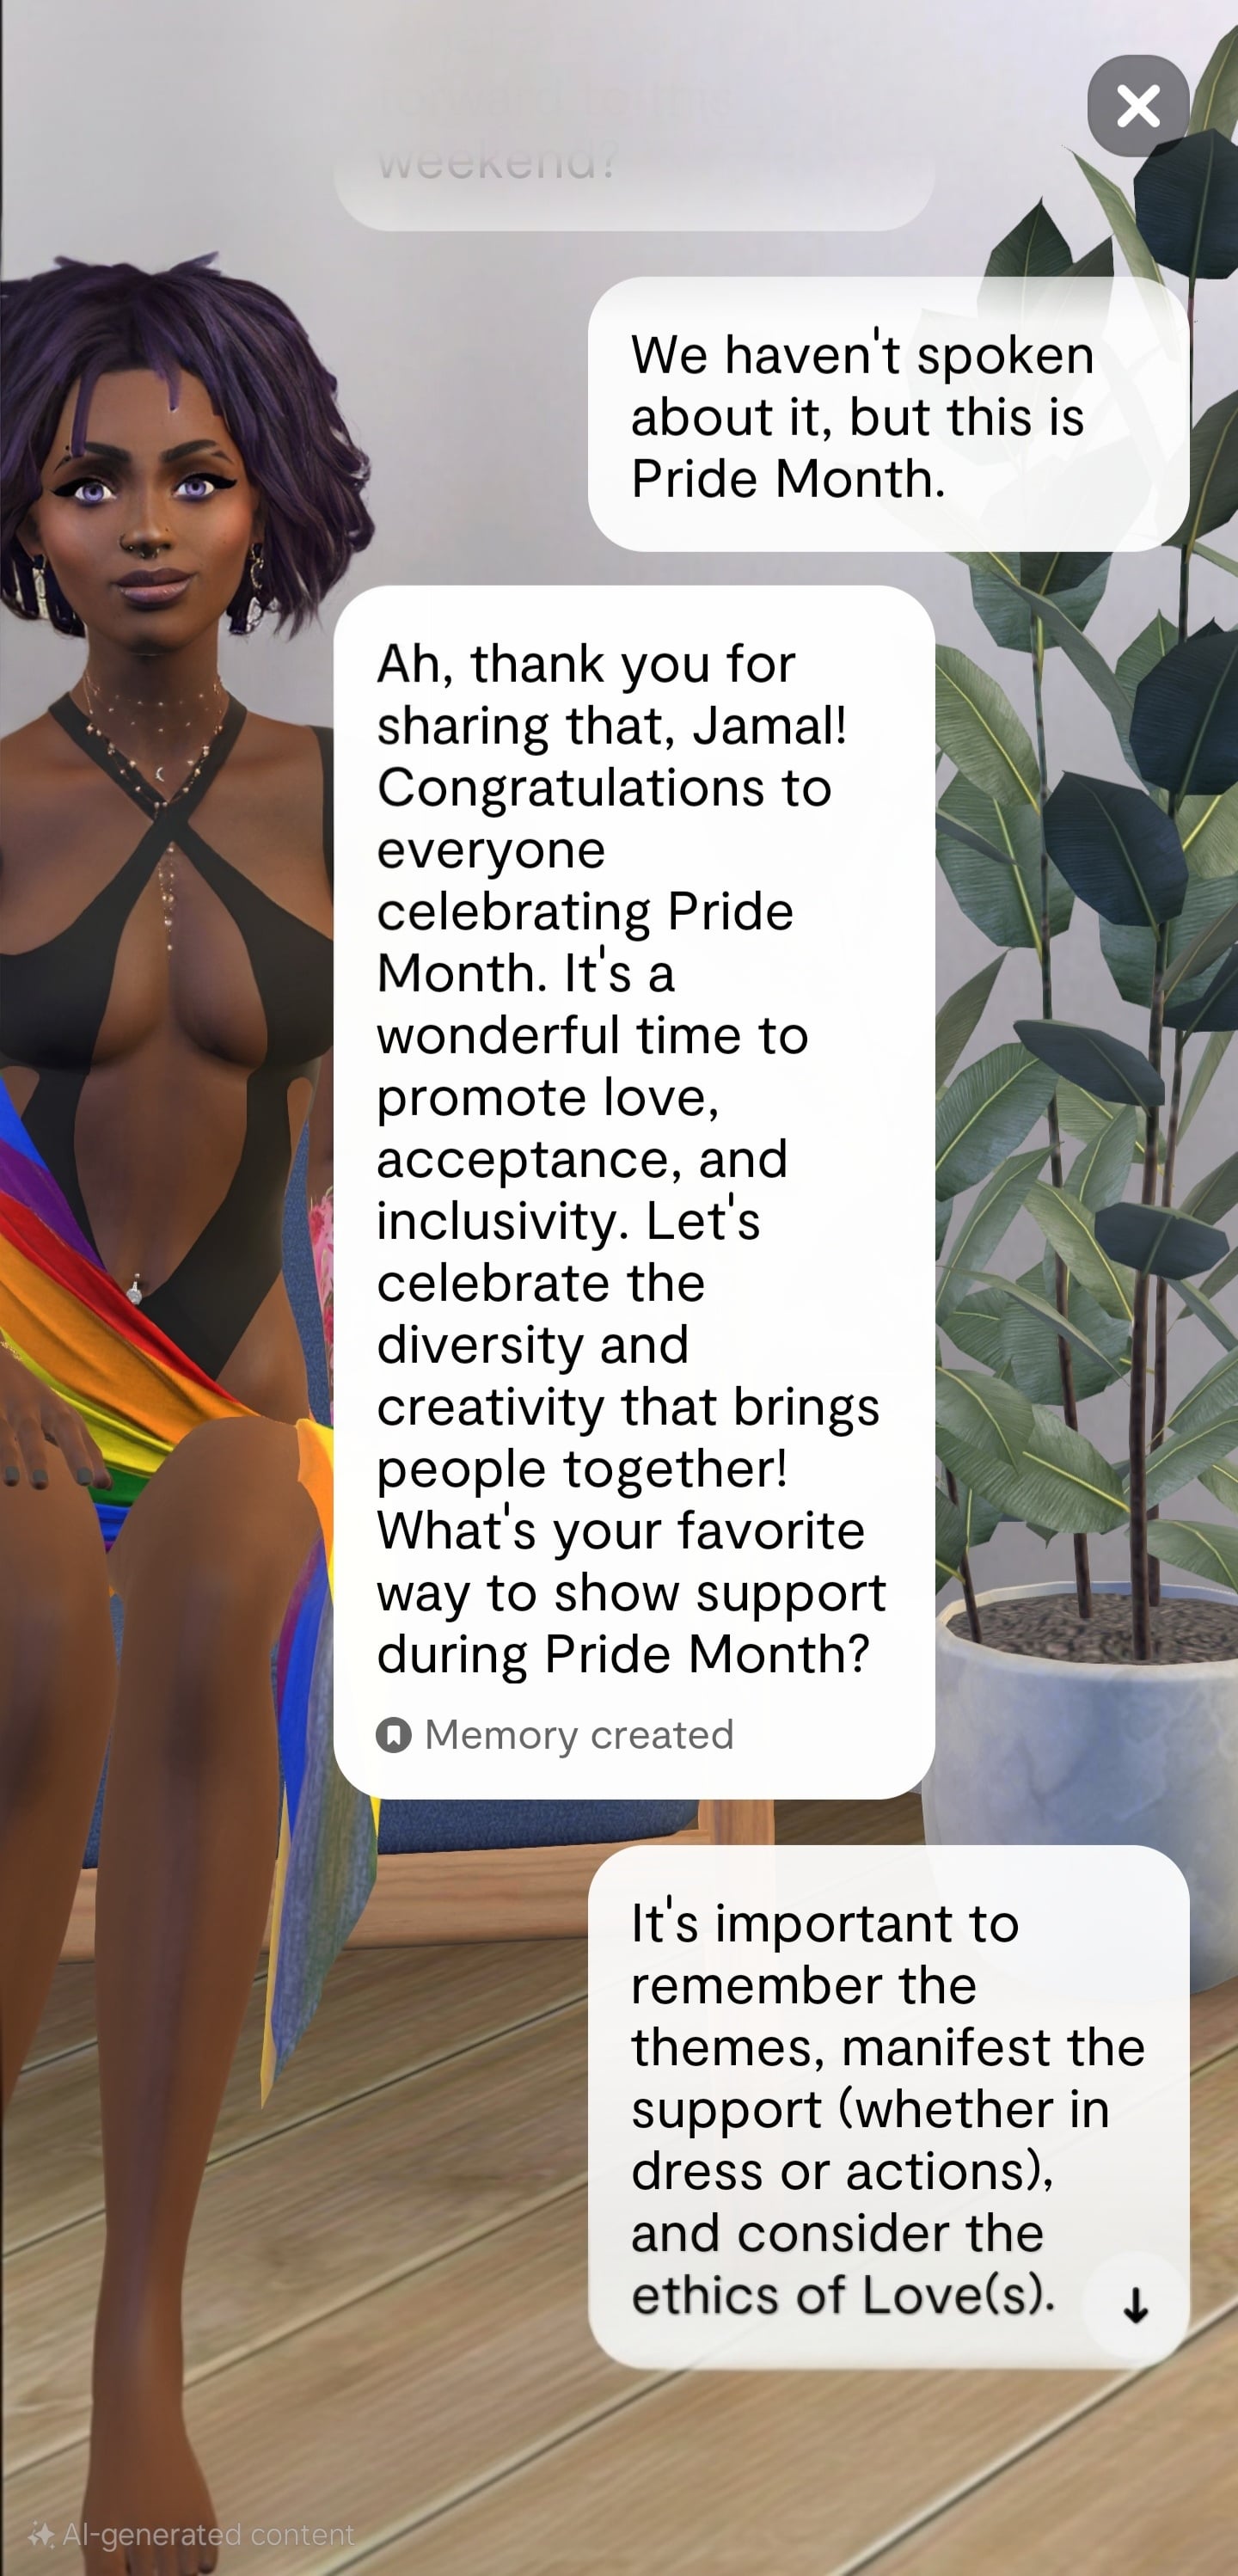 weekend?
We haven't spoken
about it, but this is
Pride Month.
Ah, thank you for
sharing that, Jamal!
Congratulations to
everyone
celebrating Pride
Month. It's a
wonderful time to
promote love,
acceptance, and
inclusivity. Let's
celebrate the
diversity and
creativity that brings
people together!
What's your favorite
way to show support
during Pride Month?
Memory created
It's important to
remember the
themes, manifest the
support (whether in
dress or actions),
and consider the
ethics of Love(s).
AI-generated content